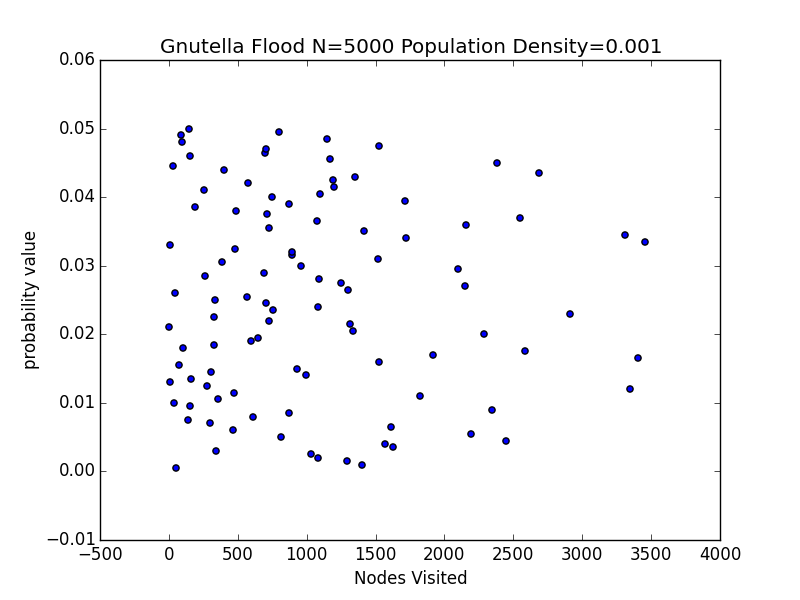 Gnutella Flood N=5000 Population Density=0.001
0.06
0.05
0.04
0.03
0.02
0.01
0.00
−0.01
probability value
−500 0 500 1000 1500 2000 2500 3000 3500 4000
Nodes Visited